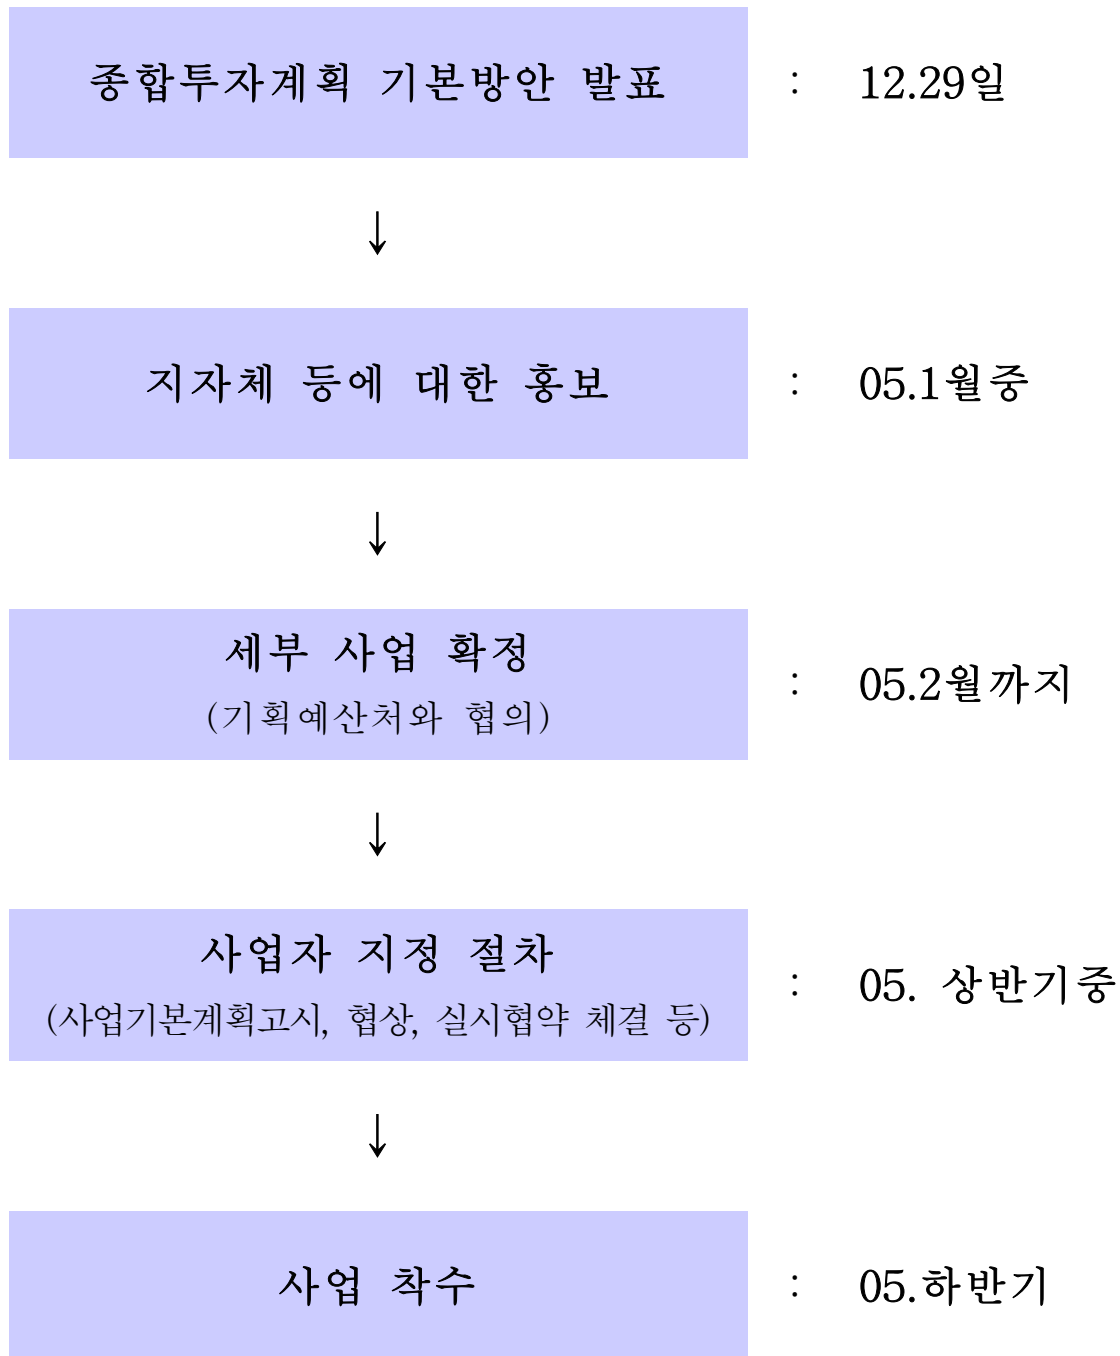 종합투자계획 기본방안 발표 : 12.29일
↓
지자체 등에 대한 홍보 : 05.1월중
↓
세부 사업 확정
(기획예산처와 협의) : 05.2월까지
↓
사업자 지정 절차
(사업기본계획고시, 협상, 실시협약 체결 등) : 05. 상반기중
↓
사업 착수 : 05.하반기